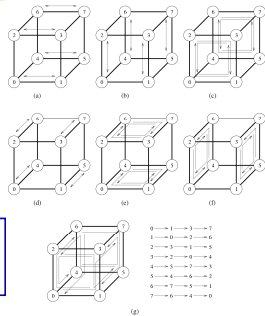 6 7 6 7 6 7
2 3 2 3 2 3
4 5 4 5 4 5
0 1 0 1 0 1
(a) (b) (c)
6 7 6 7 6 7
2 3 2 3 2 3
4 5 4 5 4 5
0 1 0 1 0 1
(d) (e) (f)
6 7
2 3
4 5
0 1
0 → 1 → 3 → 7
1 → 0 → 2 → 6
2 → 3 → 1 → 5
3 → 2 → 0 → 4
4 → 5 → 7 → 3
5 → 4 → 6 → 2
6 → 7 → 5 → 1
7 → 6 → 4 → 0
(g)